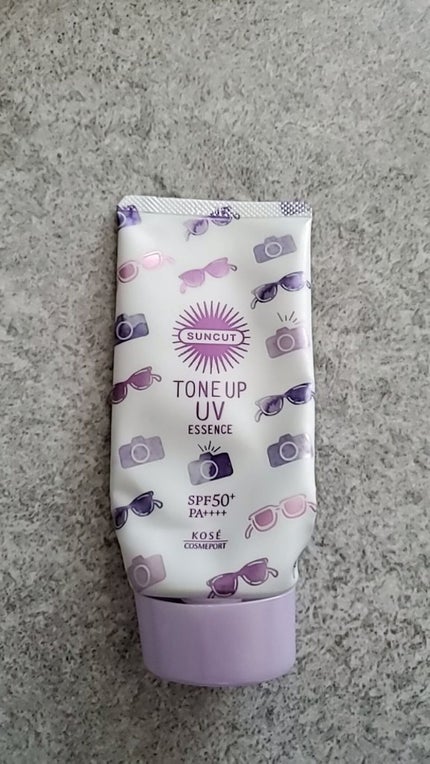 SUNCUT
TONE UP
UV
ESSENCE
SPF50+
PA++++
KOSÉ
COSMEPORT